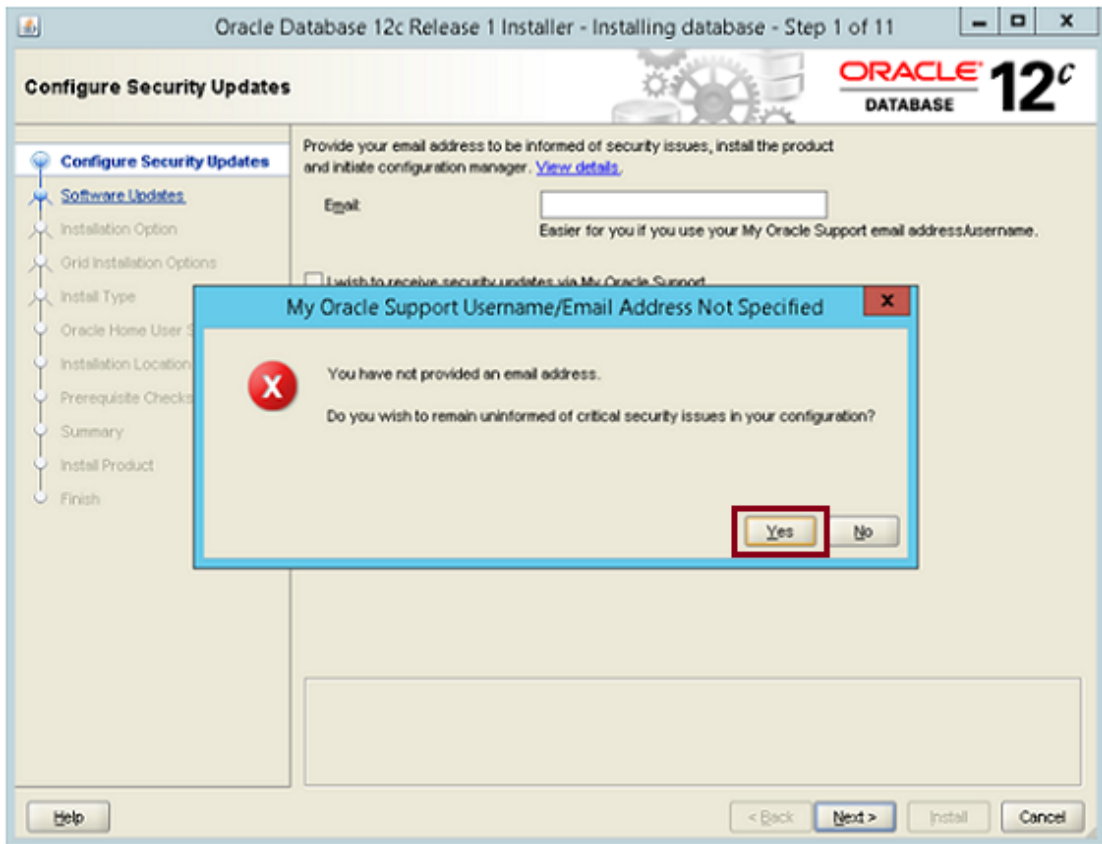 Oracle Database 12c Release 1 Installer - Installing database - Step 1 of 11
Configure Security Updates
ORACLE
DATABASE
12c
Configure Security Updates
Software Updates
Installation Option
Grid Installation Options
Install Type
Oracle Home User S
Installation Location
Prerequisite Checks
Summary
Install Product
Finish
Provide your email address to be informed of security issues, install the product
and initiate configuration manager. View details.
Email:
Easier for you if you use your My Oracle Support email address/username.
I wish to receive security updates via My Oracle Support.
My Oracle Support Username/Email Address Not Specified
You have not provided an email address.
Do you wish to remain uninformed of critical security issues in your configuration?
Yes
No
Help
< Back
Next >
Install
Cancel